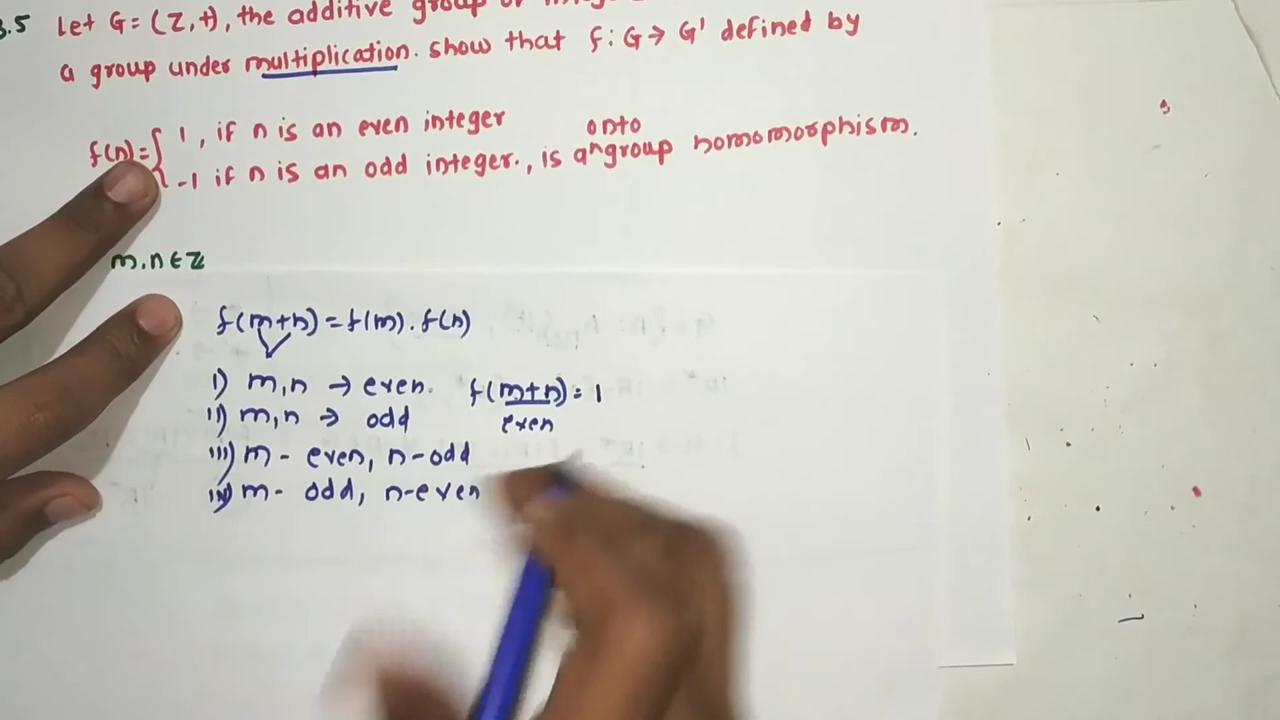 3.5 Let G = (Z,+), the additive group of
a group under multiplication. show that f: G → G' defined by
f(n) = { 1, if n is an even integer
onto
-1 if n is an odd integer., is a^n group homomorphism.
m,n ∈ Z
f(m+n) = f(m). f(n)
i) m,n → even. f(m+n) = 1
ii) m,n → odd even
iii) m - even, n-odd
iv) m - odd, n-even